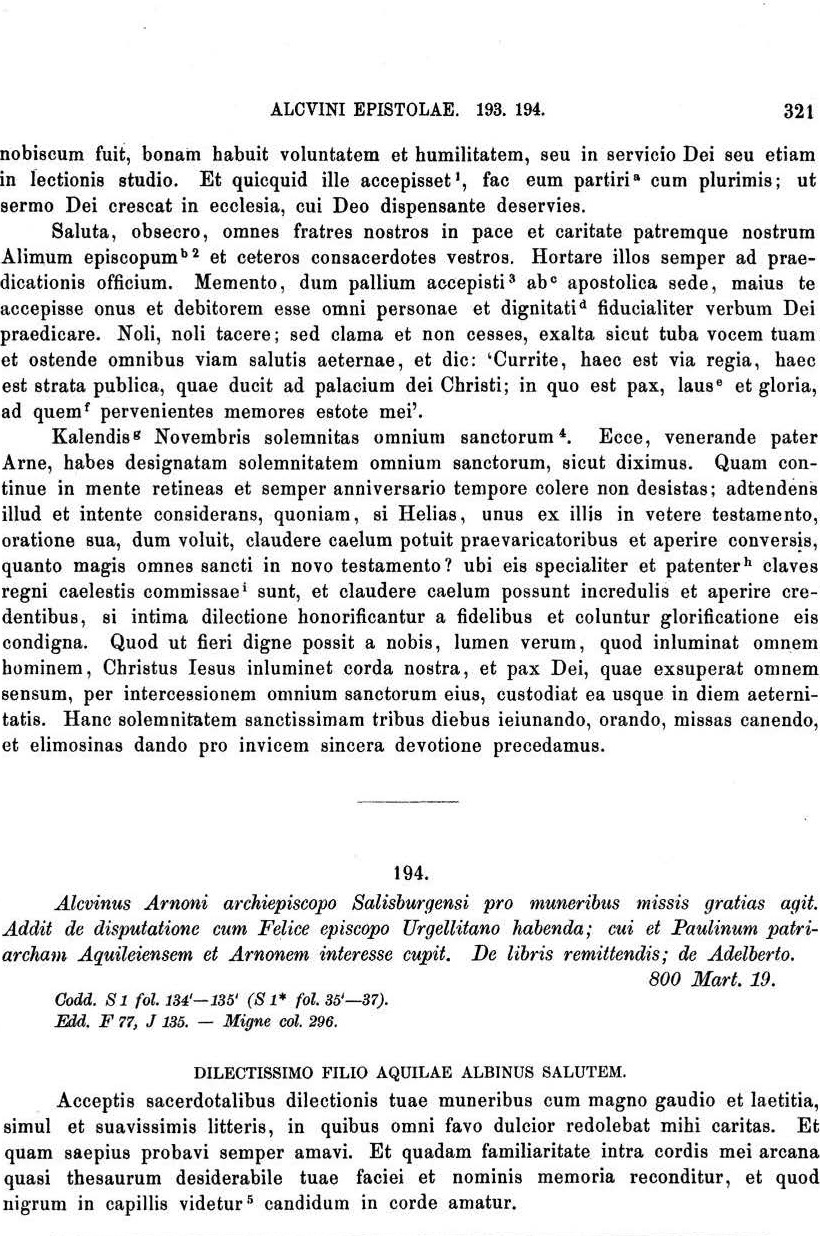 ALCVINI EPISTOLAE. 193. 194. 321
nobiscum fuit, bonam habuit voluntatem et humilitatem, seu in servicio Dei seu etiam
in lectionis studio. Et quicquid ille accepisset¹, fac eum partiriᵃ cum plurimis; ut
sermo Dei crescat in ecclesia, cui Deo dispensante deservies.
Saluta, obsecro, omnes fratres nostros in pace et caritate patremque nostrum
Alimum episcopumᵇ ² et ceteros consacerdotes vestros. Hortare illos semper ad prae-
dicationis officium. Memento, dum pallium accepisti³ abᶜ apostolica sede, maius te
accepisse onus et debitorem esse omni personae et dignitatiᵈ fiducialiter verbum Dei
praedicare. Noli, noli tacere; sed clama et non cesses, exalta sicut tuba vocem tuam
et ostende omnibus viam salutis aeternae, et dic: ‘Currite, haec est via regia, haec
est strata publica, quae ducit ad palacium dei Christi; in quo est pax, lausᵉ et gloria,
ad quemᶠ pervenientes memores estote mei’.
Kalendisᵍ Novembris solemnitas omnium sanctorum⁴. Ecce, venerande pater
Arne, habes designatam solemnitatem omnium sanctorum, sicut diximus. Quam con-
tinue in mente retineas et semper anniversario tempore colere non desistas; adtendens
illud et intente considerans, quoniam, si Helias, unus ex illis in vetere testamento,
oratione sua, dum voluit, claudere caelum potuit praevaricatoribus et aperire conversis,
quanto magis omnes sancti in novo testamento? ubi eis specialiter et patenterʰ claves
regni caelestis commissaeⁱ sunt, et claudere caelum possunt incredulis et aperire cre-
dentibus, si intima dilectione honorificantur a fidelibus et coluntur glorificatione eis
condigna. Quod ut fieri digne possit a nobis, lumen verum, quod inluminat omnem
hominem, Christus Iesus inluminet corda nostra, et pax Dei, quae exsuperat omnem
sensum, per intercessionem omnium sanctorum eius, custodiat ea usque in diem aeterni-
tatis. Hanc solemnitatem sanctissimam tribus diebus ieiunando, orando, missas canendo,
et elimosinas dando pro invicem sincera devotione precedamus.
194.
Alcvinus Arnoni archiepiscopo Salisburgensi pro muneribus missis gratias agit.
Addit de disputatione cum Felice episcopo Urgellitano habenda; cui et Paulinum patri-
archam Aquileiensem et Arnonem interesse cupit. De libris remittendis; de Adelberto.
800 Mart. 19.
Codd. S 1 fol. 134'—135' (S 1* fol. 35'—37).
Edd. F 77, J 135. — Migne col. 296.
DILECTISSIMO FILIO AQUILAE ALBINUS SALUTEM.
Acceptis sacerdotalibus dilectionis tuae muneribus cum magno gaudio et laetitia,
simul et suavissimis litteris, in quibus omni favo dulcior redolebat mihi caritas. Et
quam saepius probavi semper amavi. Et quadam familiaritate intra cordis mei arcana
quasi thesaurum desiderabile tuae faciei et nominis memoria reconditur, et quod
nigrum in capillis videtur⁵ candidum in corde amatur.